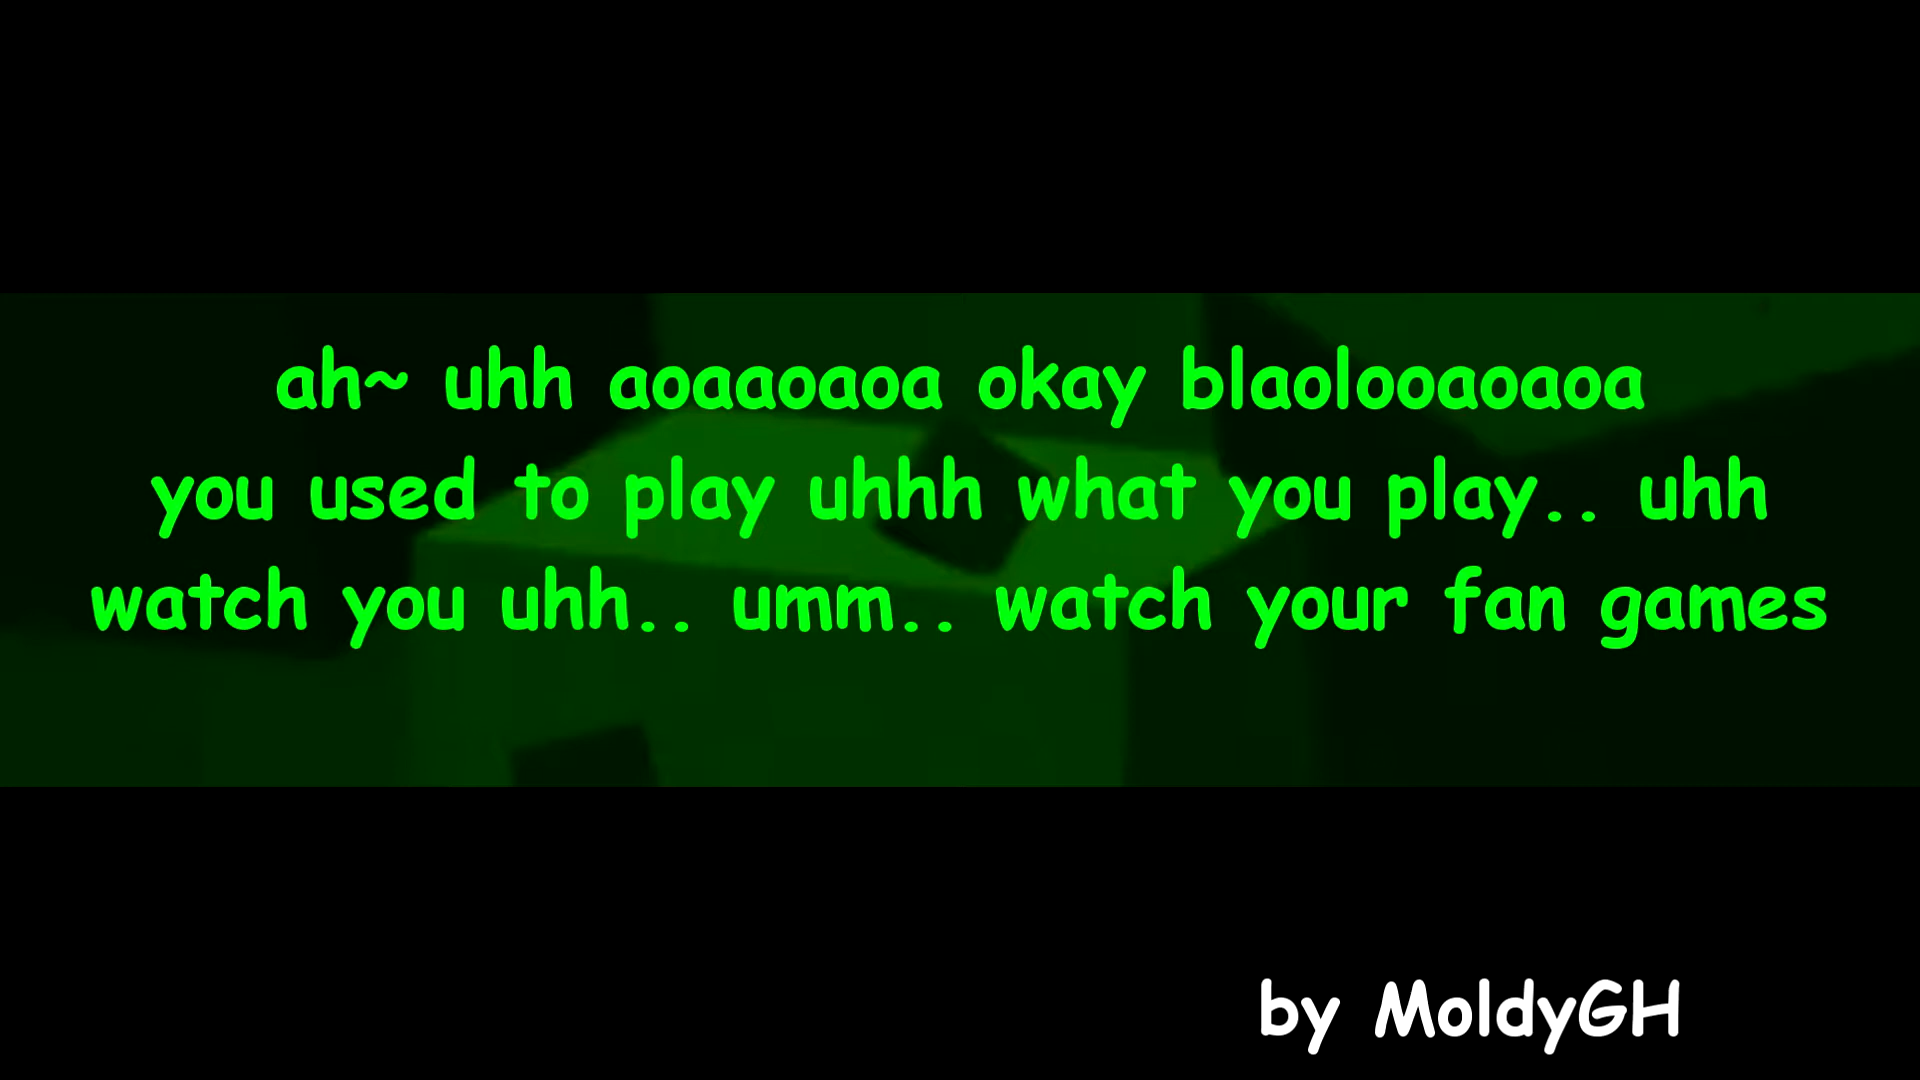 ah~ uhh aoaaoaoa okay blaolooaoaoa
you used to play uhhh what you play.. uhh
watch you uhh.. umm.. watch your fan games
by MoldyGH